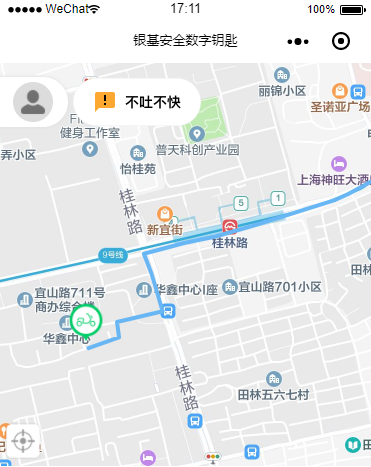 WeChat
17:11
100%
银基安全数字钥匙
不吐不快
丽锦小区
圣诺亚广场
健身工作室
普天科创产业园
弄小区
怡桂苑
上海神旺大酒店
桂林路
5
1
4
新宜街
桂林路
9号线
田林
宜山路711号
商办综合楼
华鑫中心I座
宜山路701小区
华鑫中心
桂林路
田林五六七村
田林